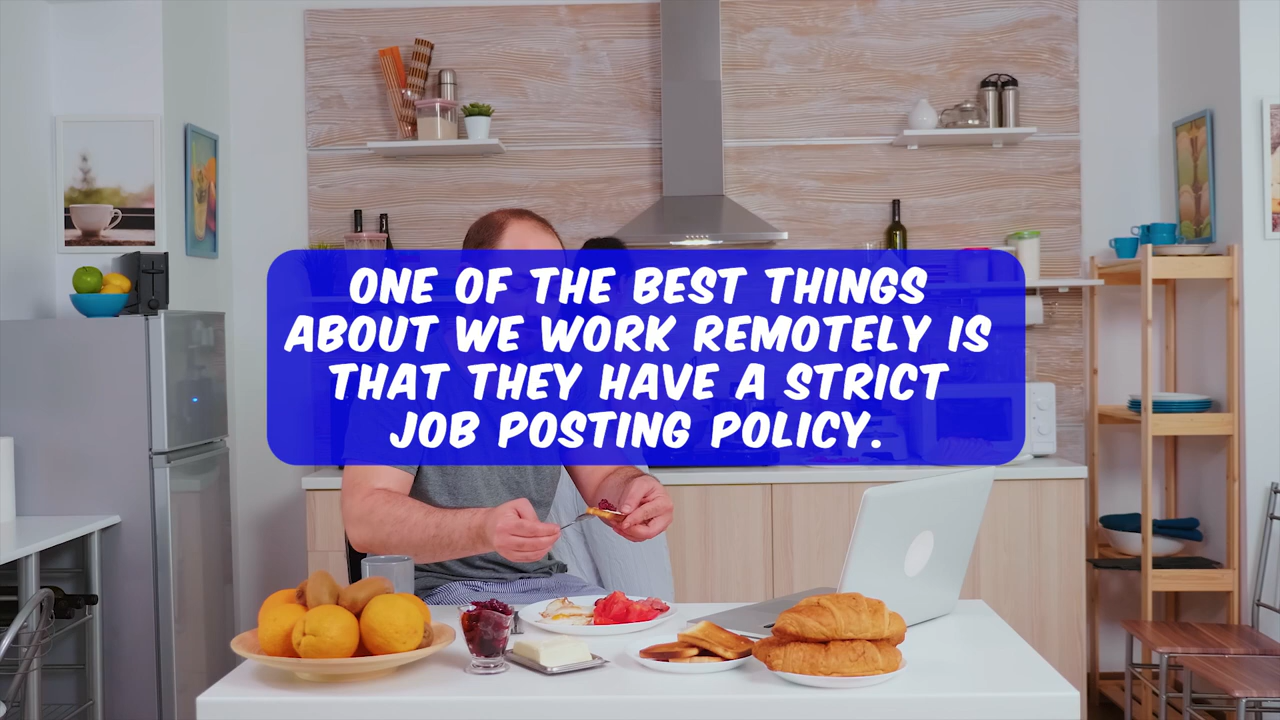 ONE OF THE BEST THINGS
ABOUT WE WORK REMOTELY IS
THAT THEY HAVE A STRICT
JOB POSTING POLICY.